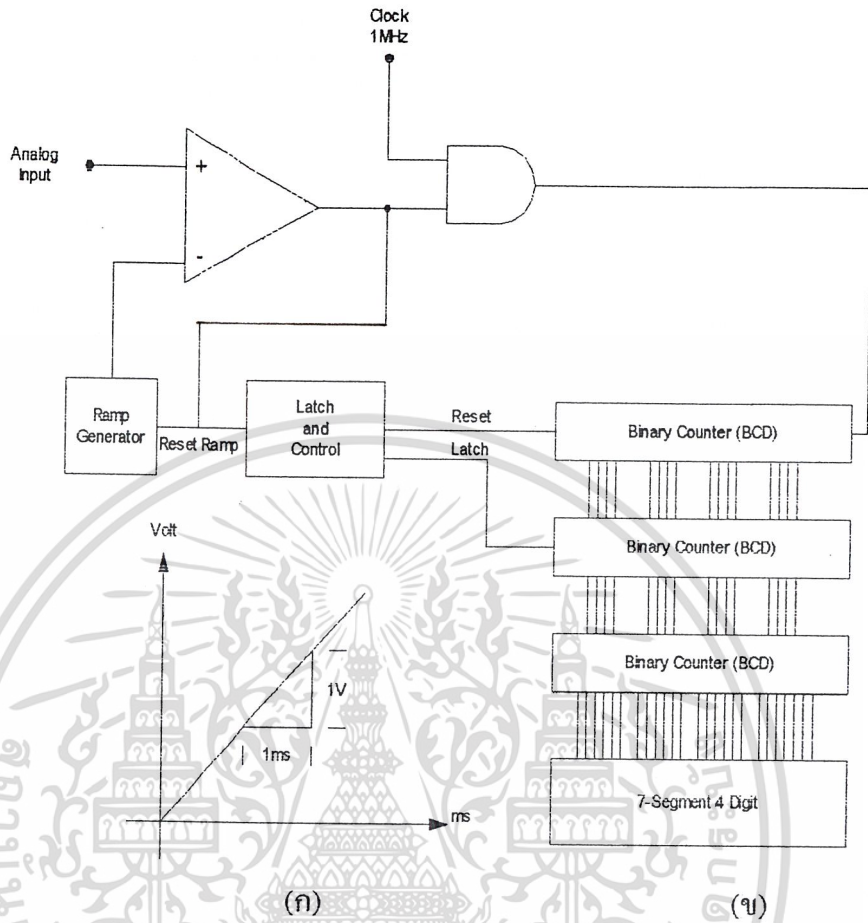 Clock
1MHz
Analog
Input
+
-
Ramp
Generator
Reset Ramp
Latch
and
Control
Reset
Latch
Binary Counter (BCD)
Binary Counter (BCD)
Binary Counter (BCD)
7-Segment 4 Digit
Volt
1V
1ms
ms
(ก)
(ข)